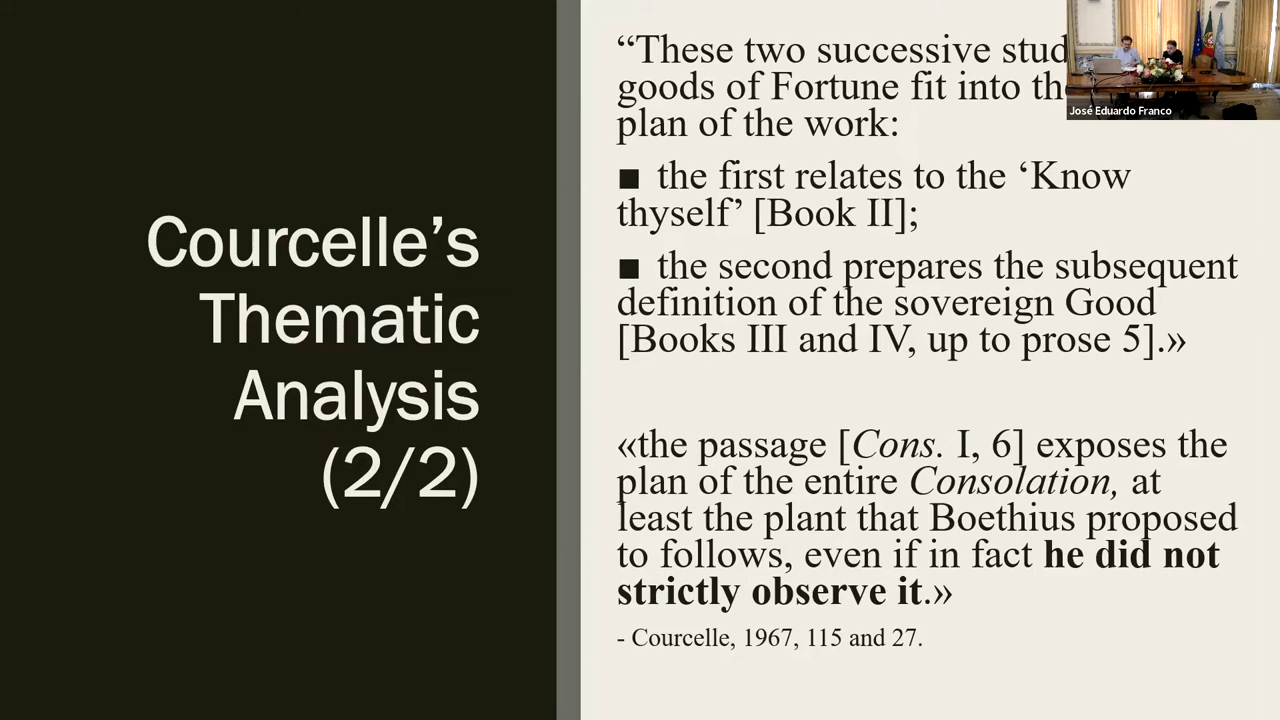 Courcelle’s
Thematic
Analysis
(2/2)
“These two successive
goods of Fortune fit into
plan of the work:
■ the first relates to the ‘Know
thyself’ [Book II];
■ the second prepares the subsequent
definition of the sovereign Good
[Books III and IV, up to prose 5].»
«the passage [Cons. I, 6] exposes the
plan of the entire Consolation, at
least the plant that Boethius proposed
to follows, even if in fact he did not
strictly observe it.»
- Courcelle, 1967, 115 and 27.
José Eduardo Franco